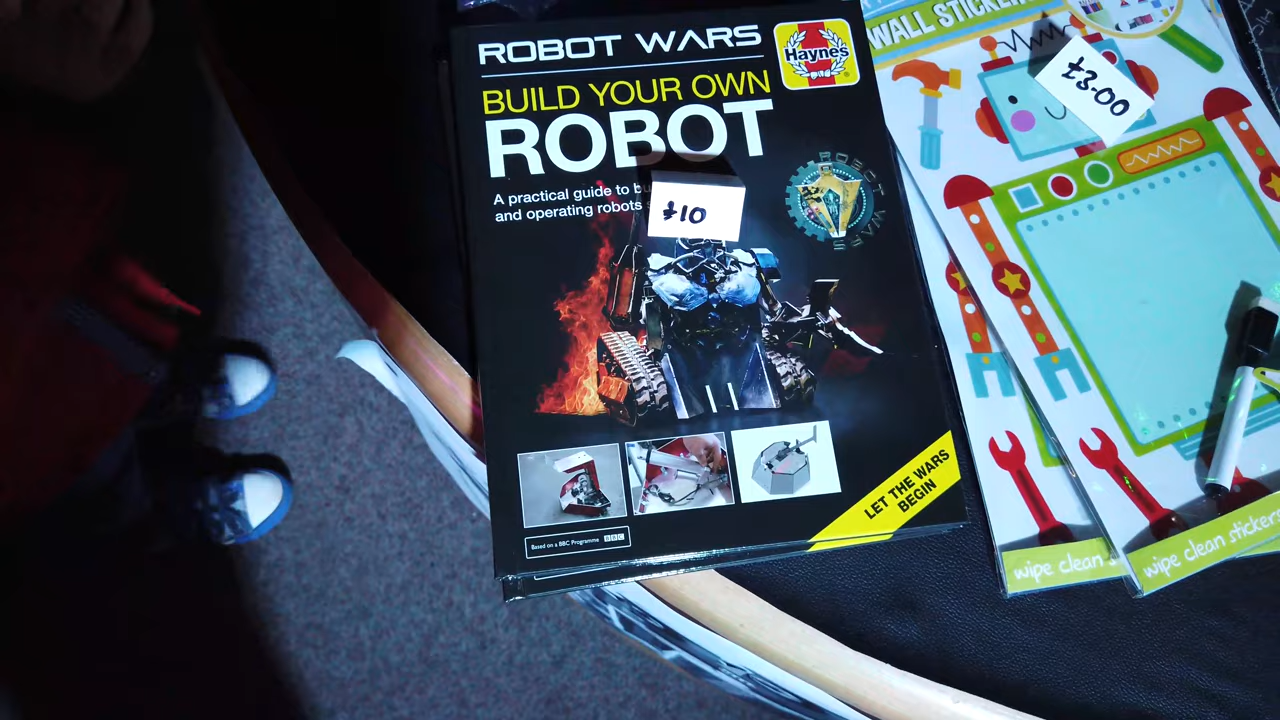 ROBOT WARS
Haynes
BUILD YOUR OWN
ROBOT
A practical guide to
and operating robots
£10
ROBOT
WARS
LET THE WARS
BEGIN
Based on a BBC Programme BBC
WALL STICKERS
£3.00
wipe clean
wipe clean stickers